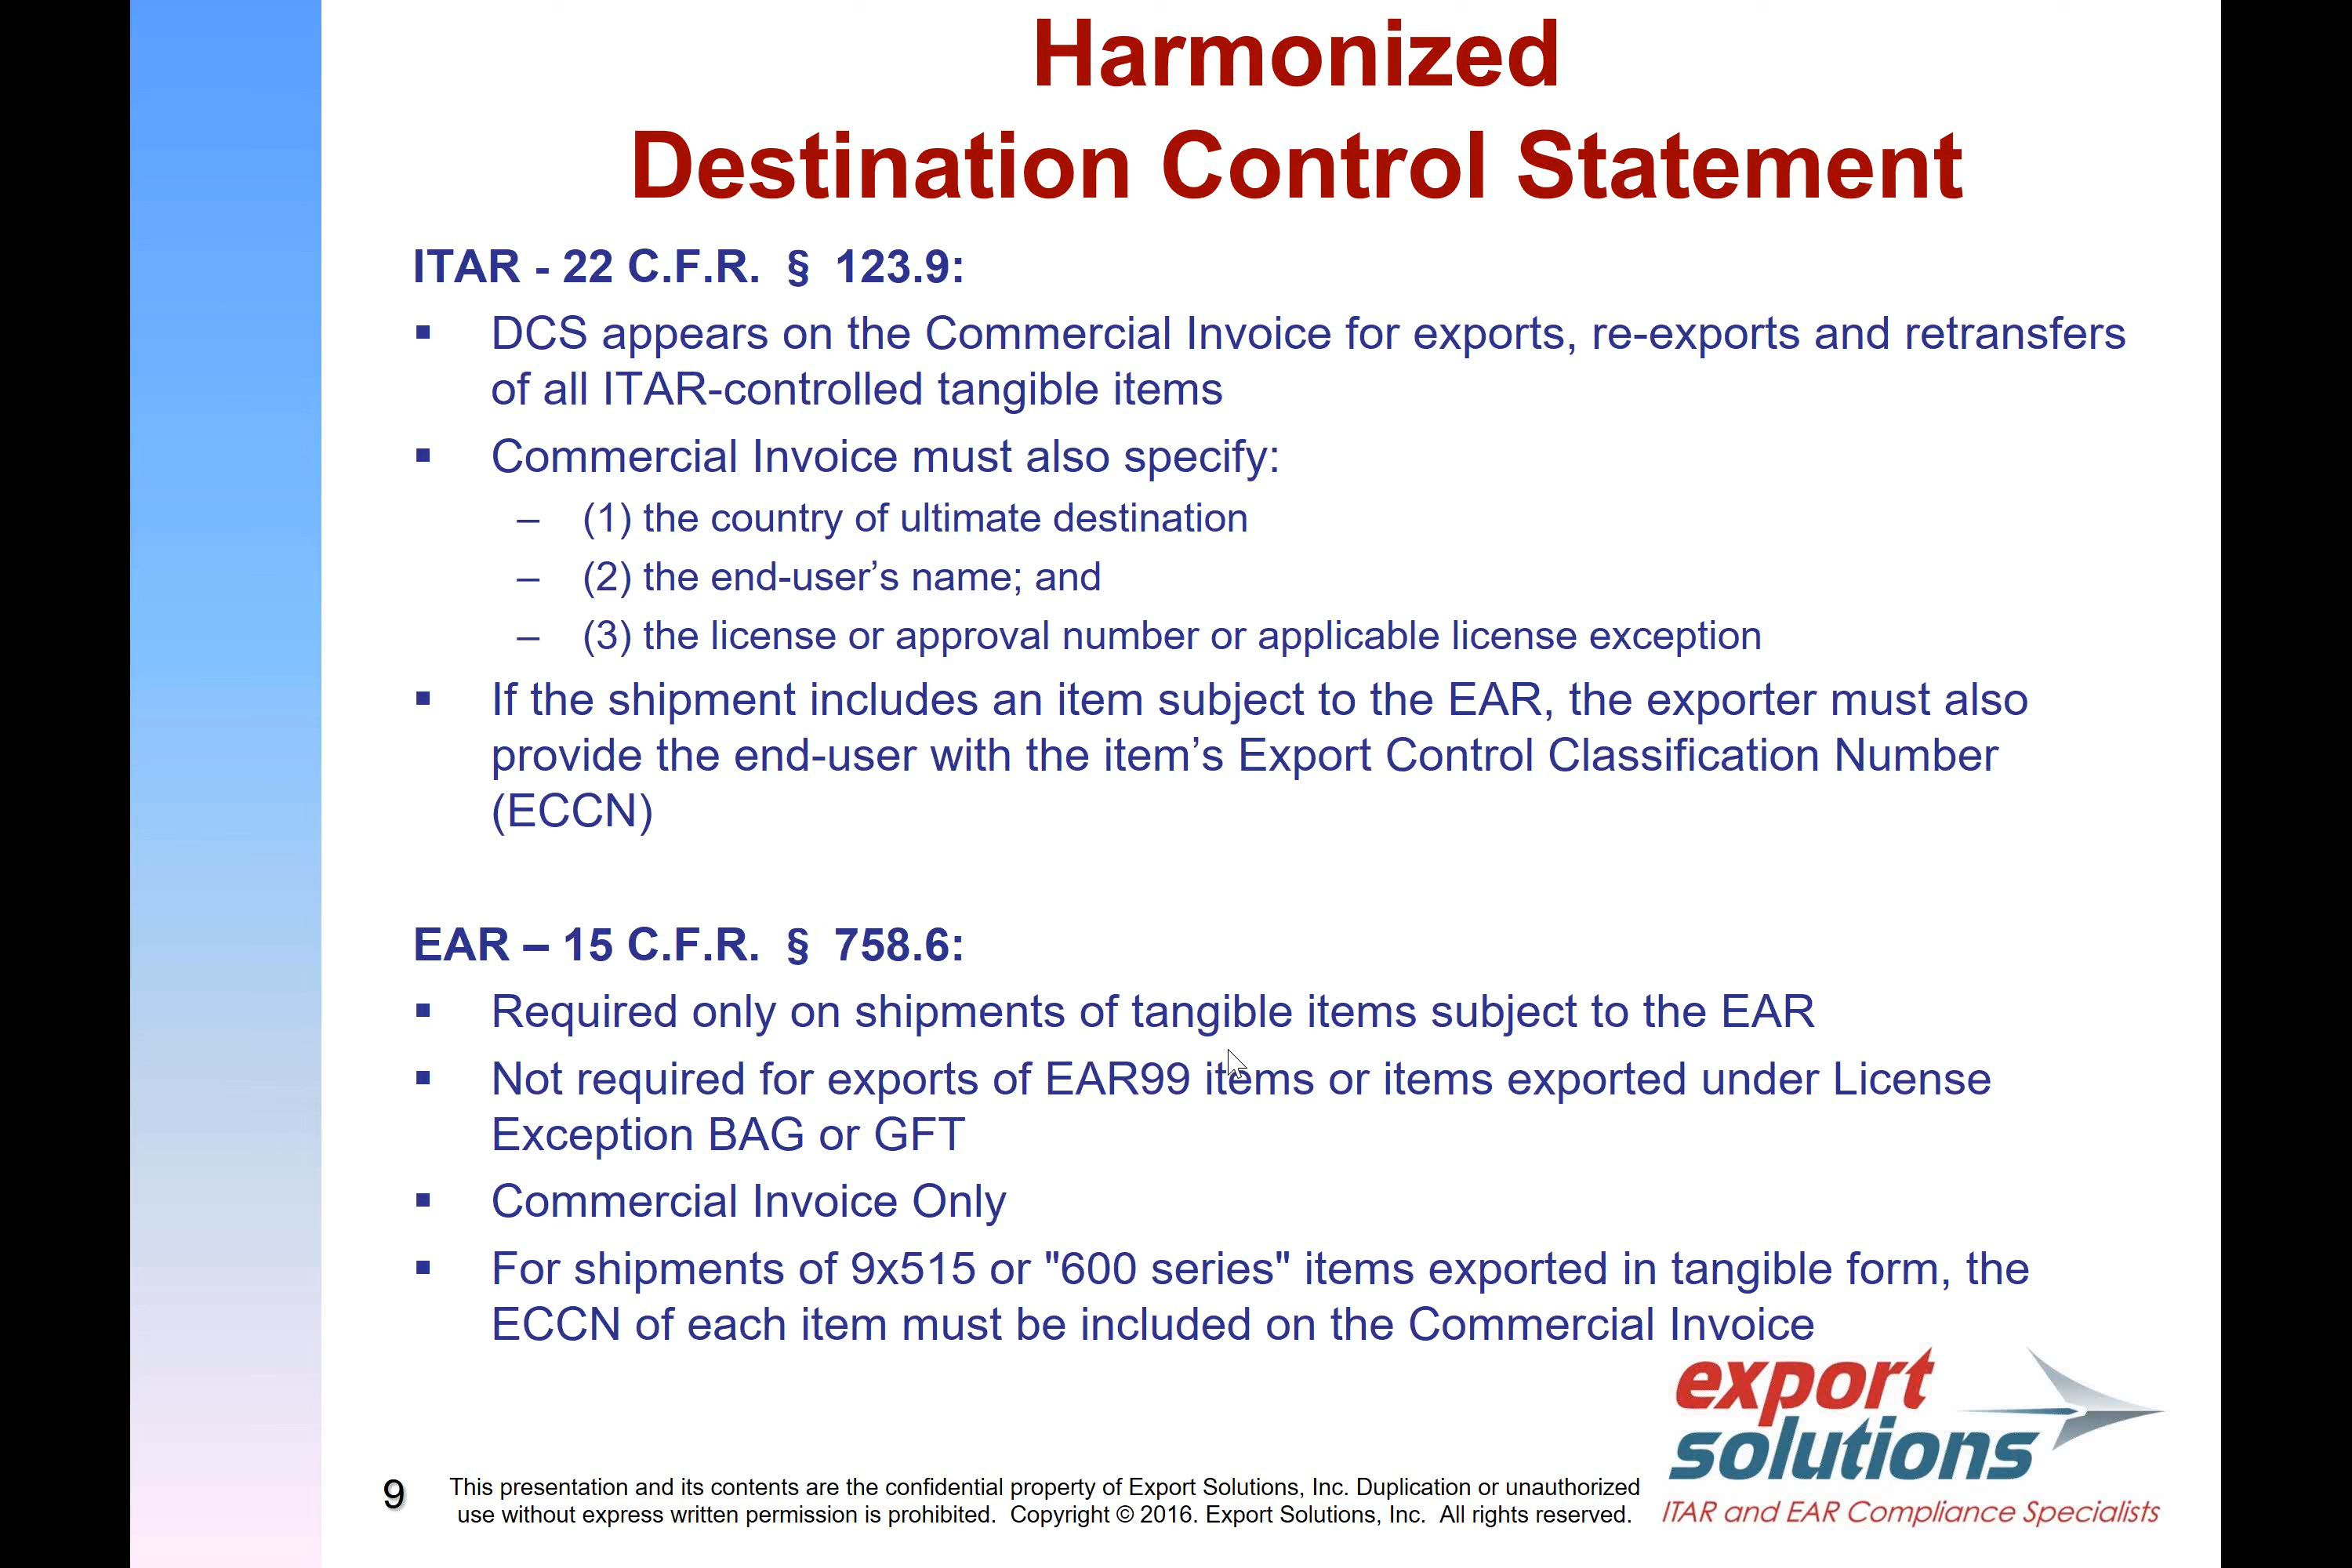 Harmonized
Destination Control Statement
ITAR - 22 C.F.R. § 123.9:
▪ DCS appears on the Commercial Invoice for exports, re-exports and retransfers
of all ITAR-controlled tangible items
▪ Commercial Invoice must also specify:
– (1) the country of ultimate destination
– (2) the end-user’s name; and
– (3) the license or approval number or applicable license exception
▪ If the shipment includes an item subject to the EAR, the exporter must also
provide the end-user with the item’s Export Control Classification Number
(ECCN)
EAR – 15 C.F.R. § 758.6:
▪ Required only on shipments of tangible items subject to the EAR
▪ Not required for exports of EAR99 items or items exported under License
Exception BAG or GFT
▪ Commercial Invoice Only
▪ For shipments of 9x515 or "600 series" items exported in tangible form, the
ECCN of each item must be included on the Commercial Invoice
export
solutions
ITAR and EAR Compliance Specialists
9
This presentation and its contents are the confidential property of Export Solutions, Inc. Duplication or unauthorized
use without express written permission is prohibited. Copyright © 2016. Export Solutions, Inc. All rights reserved.